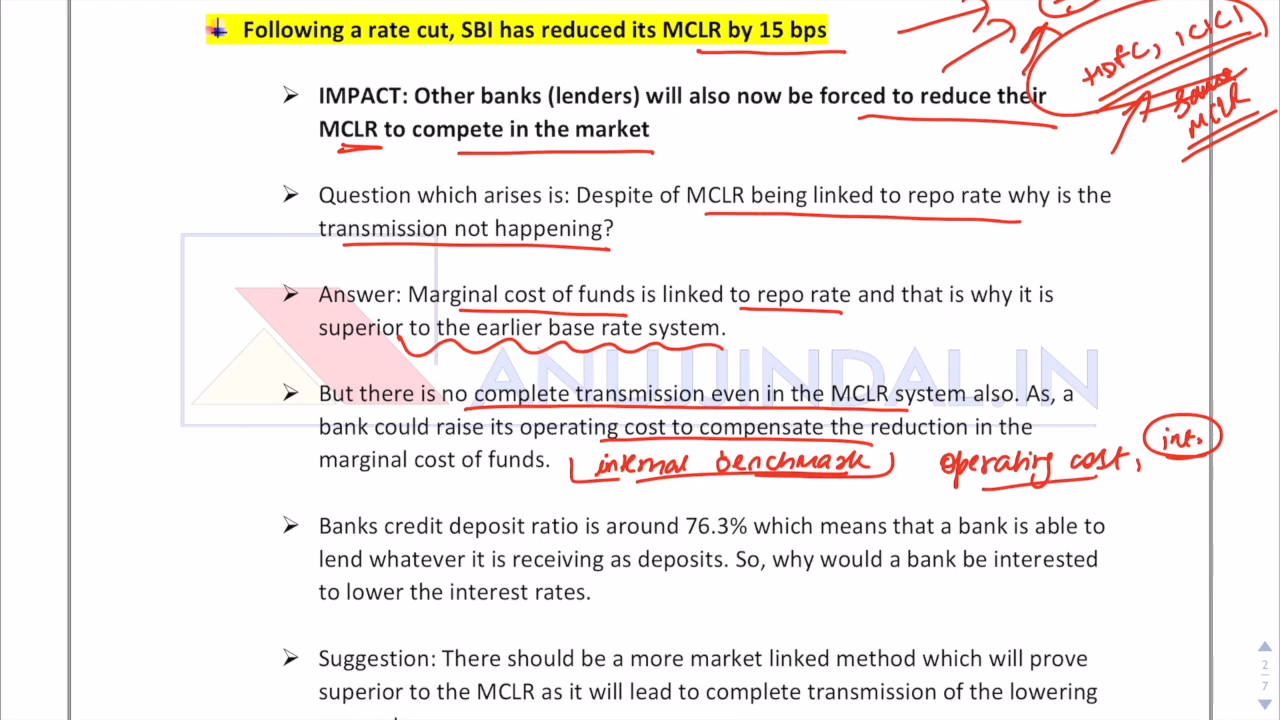 Following a rate cut, SBI has reduced its MCLR by 15 bps
HDFC, ICICI
MCLR
➤ IMPACT: Other banks (lenders) will also now be forced to reduce their
MCLR to compete in the market
➤ Question which arises is: Despite of MCLR being linked to repo rate why is the
transmission not happening?
➤ Answer: Marginal cost of funds is linked to repo rate and that is why it is
superior to the earlier base rate system.
ANUJJINDAL.IN
➤ But there is no complete transmission even in the MCLR system also. As, a
bank could raise its operating cost to compensate the reduction in the
marginal cost of funds. internal benchmark operating cost, int.
➤ Banks credit deposit ratio is around 76.3% which means that a bank is able to
lend whatever it is receiving as deposits. So, why would a bank be interested
to lower the interest rates.
➤ Suggestion: There should be a more market linked method which will prove
superior to the MCLR as it will lead to complete transmission of the lowering
2
7